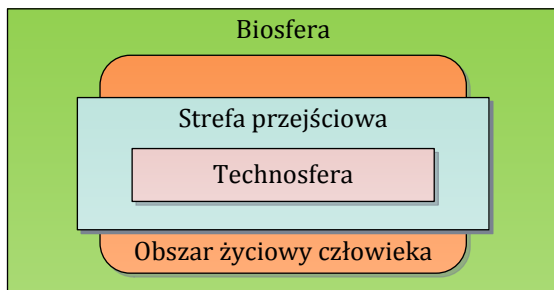 Biosfera
Strefa przejściowa
Technosfera
Obszar życiowy człowieka